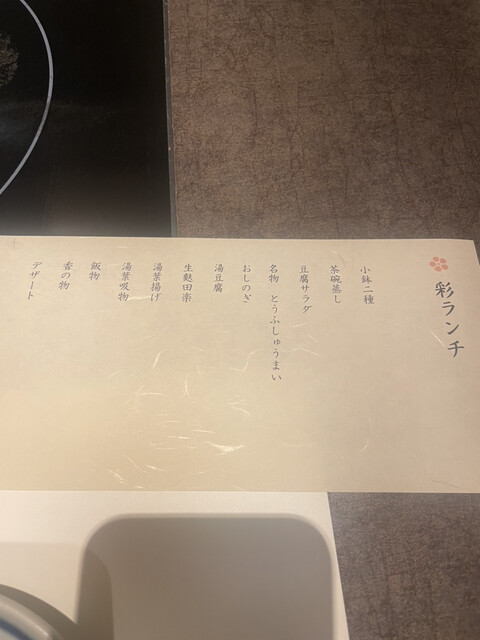 彩ランチ
小鉢二種
茶碗蒸し
豆腐サラダ
名物 とうふしゅうまい
おしのぎ
湯豆腐
生麩田楽
湯葉揚げ
湯葉吸物
飯物
香の物
デザート